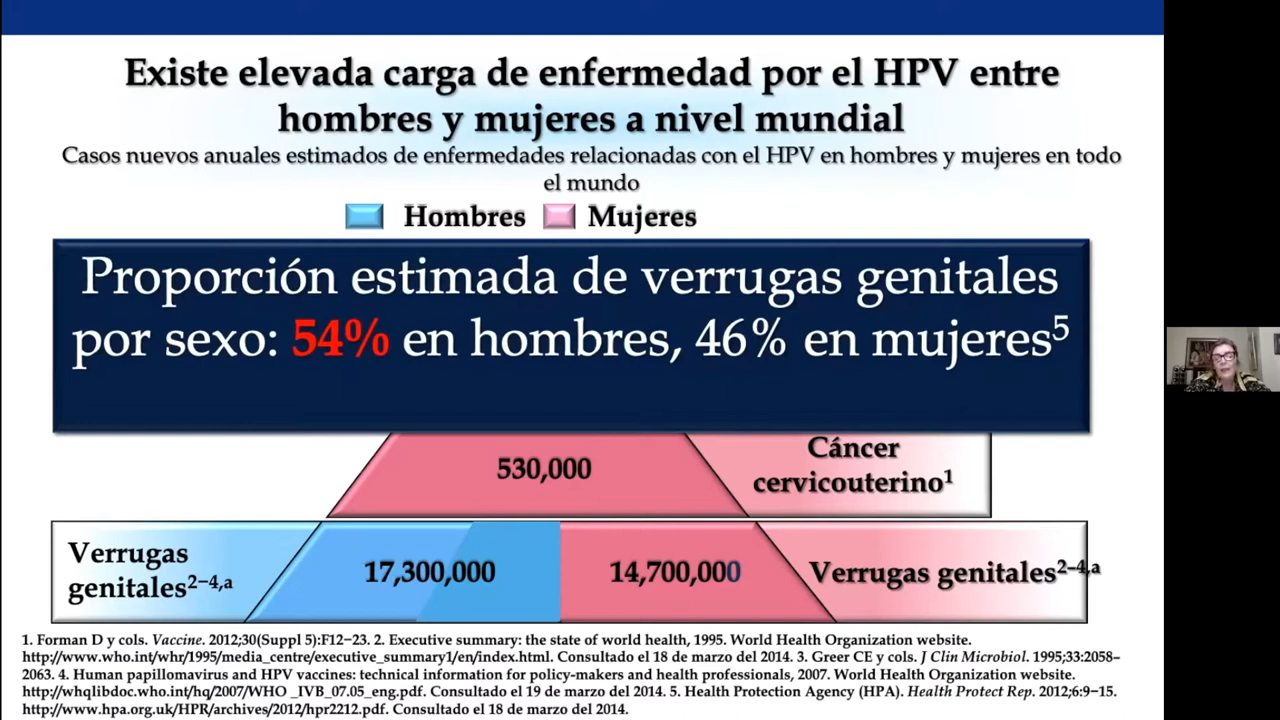 Existe elevada carga de enfermedad por el HPV entre
hombres y mujeres a nivel mundial
Casos nuevos anuales estimados de enfermedades relacionadas con el HPV en hombres y mujeres en todo
el mundo
Hombres Mujeres
Proporción estimada de verrugas genitales
por sexo: 54% en hombres, 46% en mujeres⁵
530,000
Cáncer
cervicouterino¹
Verrugas
genitales²⁻⁴,ᵃ
17,300,000
14,700,000
Verrugas genitales²⁻⁴,ᵃ
1. Forman D y cols. Vaccine. 2012;30(Suppl 5):F12−23. 2. Executive summary: the state of world health, 1995. World Health Organization website.
http://www.who.int/whr/1995/media_centre/executive_summary1/en/index.html. Consultado el 18 de marzo del 2014. 3. Greer CE y cols. J Clin Microbiol. 1995;33:2058–
2063. 4. Human papillomavirus and HPV vaccines: technical information for policy-makers and health professionals, 2007. World Health Organization website.
http://whqlibdoc.who.int/hq/2007/WHO _IVB_07.05_eng.pdf. Consultado el 19 de marzo del 2014. 5. Health Protection Agency (HPA). Health Protect Rep. 2012;6:9−15.
http://www.hpa.org.uk/HPR/archives/2012/hpr2212.pdf. Consultado el 18 de marzo del 2014.